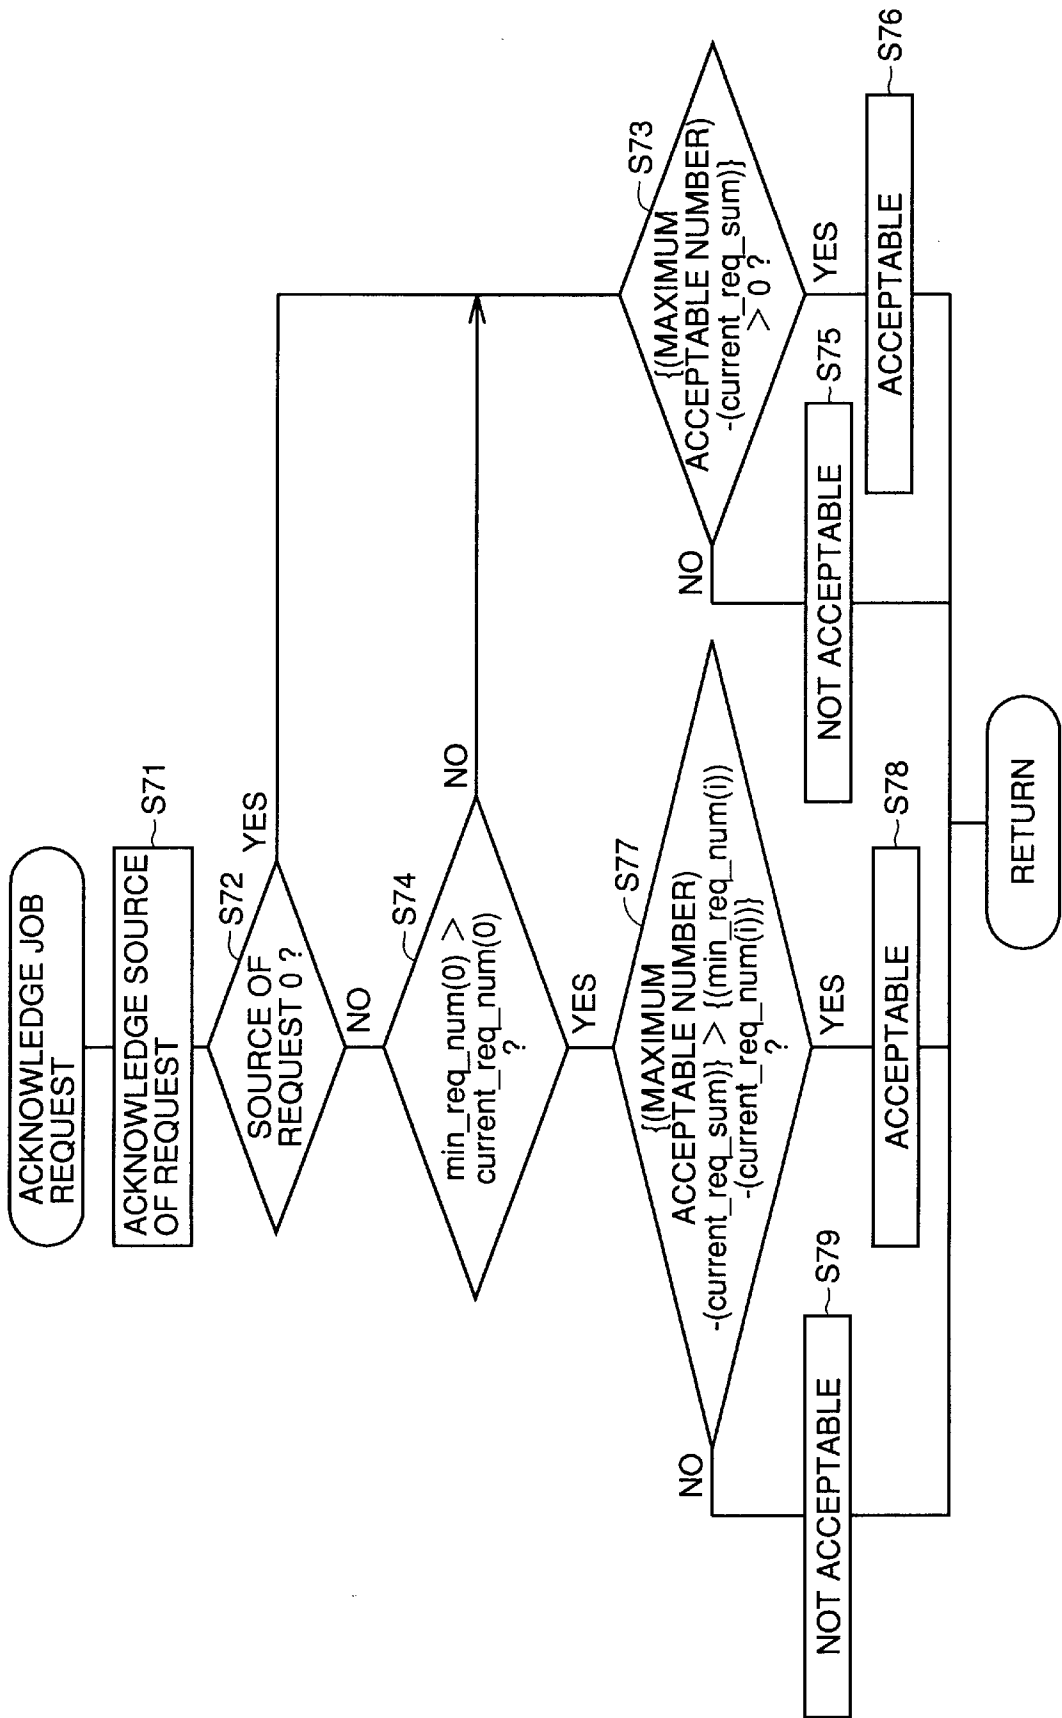 ACKNOWLEDGE JOB
REQUEST
ACKNOWLEDGE SOURCE
OF REQUEST
S71
SOURCE OF
REQUEST 0 ?
S72
YES
NO
min_req_num(0) >
current_req_num(0)
?
S74
NO
YES
{(MAXIMUM
ACCEPTABLE NUMBER)
-(current_req_sum)} > {(min_req_num(i))
-(current_req_num(i))}
?
S77
NO
YES
{(MAXIMUM
ACCEPTABLE NUMBER)
-(current_req_sum)}
> 0 ?
S73
NO
YES
NOT ACCEPTABLE
S79
ACCEPTABLE
S78
NOT ACCEPTABLE
S75
ACCEPTABLE
S76
RETURN